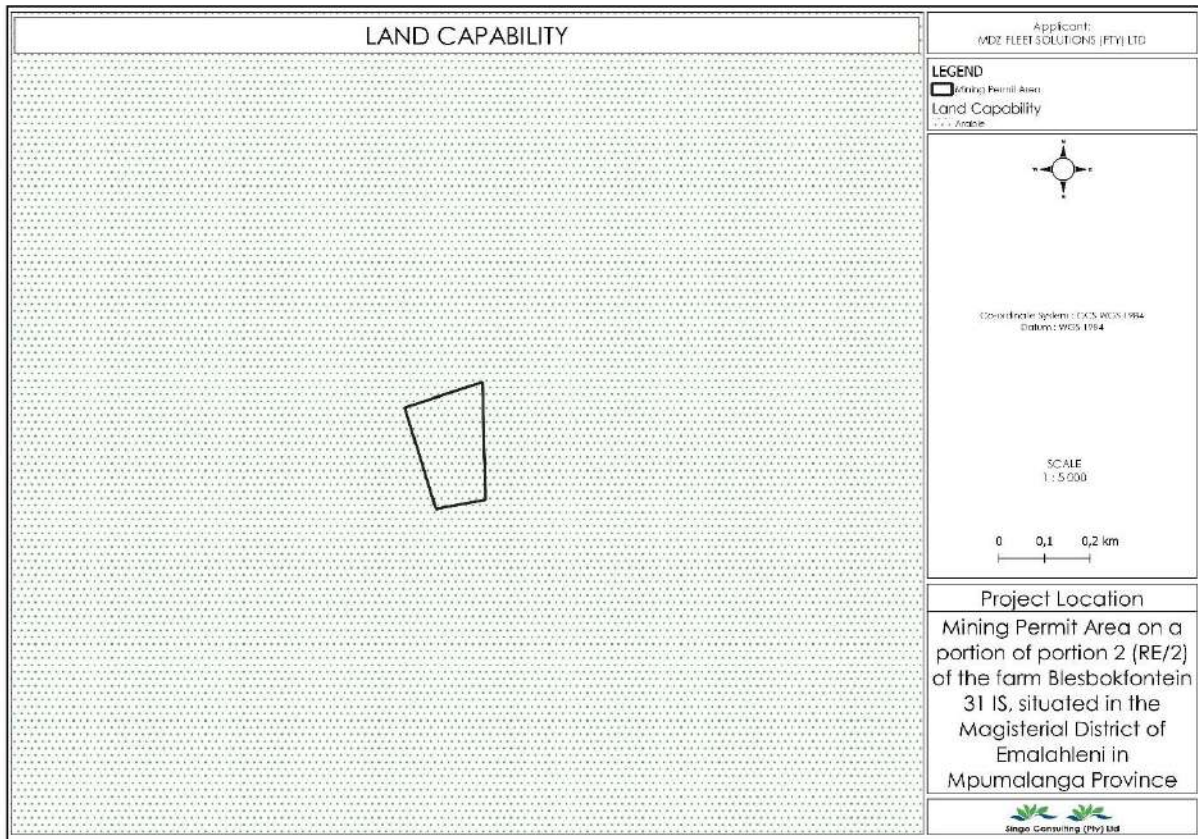 LAND CAPABILITY
Applicant:
MDZ FLEET SOLUTIONS (PTY) LTD
LEGEND
Mining Permit Area
Land Capability
Arable
Co-ordinate System : GCS WGS 1984
Datum : WGS 1984
SCALE
1 : 5 000
0 0,1 0,2 km
Project Location
Mining Permit Area on a
portion of portion 2 (RE/2)
of the farm Blesbokfontein
31 IS, situated in the
Magisterial District of
Emalahleni in
Mpumalanga Province
Singo Consulting (Pty) Ltd